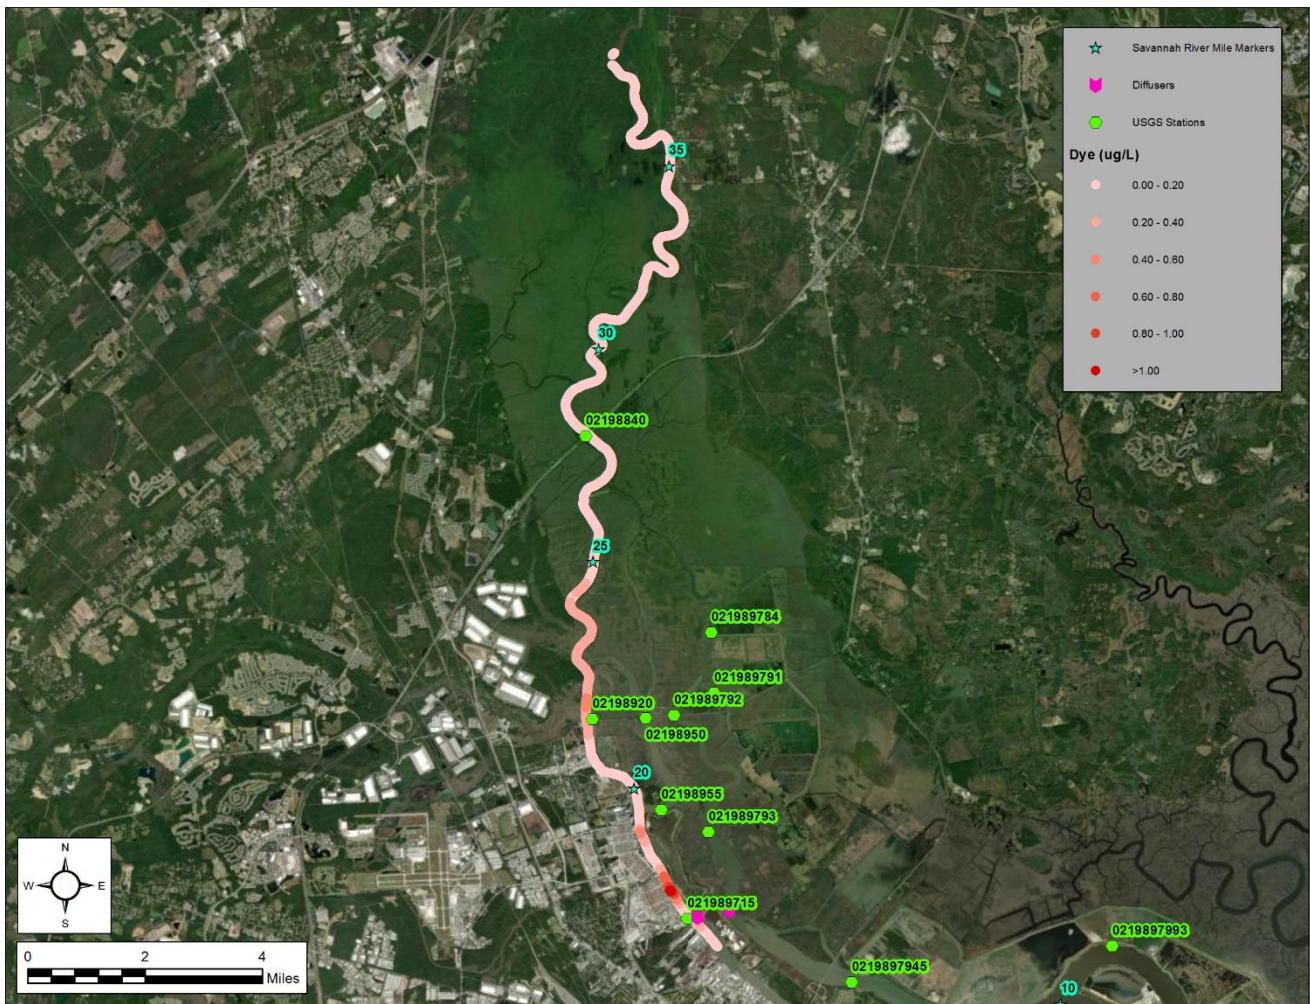 Savannah River Mile Markers
Diffusers
USGS Stations
Dye (ug/L)
0.00 - 0.20
0.20 - 0.40
0.40 - 0.60
0.60 - 0.80
0.80 - 1.00
>1.00
35
30
02198840
25
021989784
021989791
02198920
021989792
02198950
20
02198955
021989793
021989715
0219897993
0219897945
10
N
W E
S
0 2 4
Miles